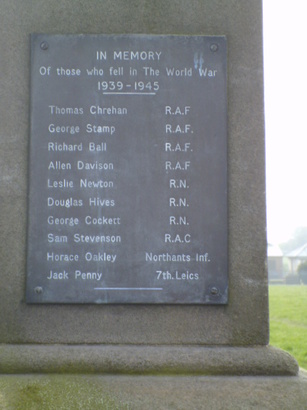 IN MEMORY
Of those who fell in The World War
1939-1945
Thomas Chrehan R.A.F
George Stamp R.A.F.
Richard Ball R.A.F.
Allen Davison R.A.F
Leslie Newton R.N.
Douglas Hives R.N.
George Cockett R.N.
Sam Stevenson R.A.C
Horace Oakley Northants Inf.
Jack Penny 7th.Leics